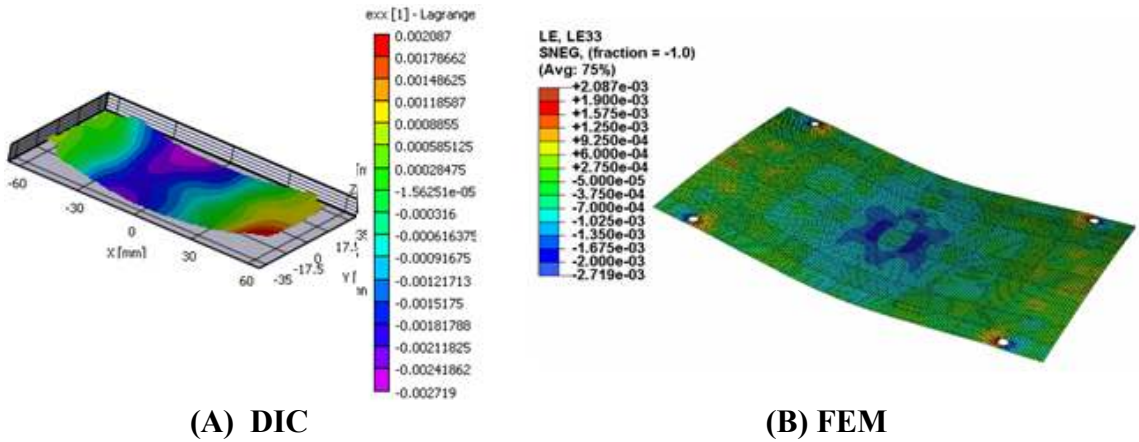 exx [1] - Lagrange
0.002087
0.00178662
0.00148625
0.00118587
0.0008855
0.000585125
0.00028475
-1.56251e-05
-0.000316
-0.000616375
-0.00091675
-0.00121713
-0.0015175
-0.00181788
-0.00211825
-0.00241862
-0.002719
-60
-30
0
X [mm]
30
60
-35
-17.5
0
17.
35
Y
Z
(A) DIC
LE, LE33
SNEG, (fraction = -1.0)
(Avg: 75%)
+2.087e-03
+1.900e-03
+1.575e-03
+1.250e-03
+9.250e-04
+6.000e-04
+2.750e-04
-5.000e-05
-3.750e-04
-7.000e-04
-1.025e-03
-1.350e-03
-1.675e-03
-2.000e-03
-2.719e-03
(B) FEM